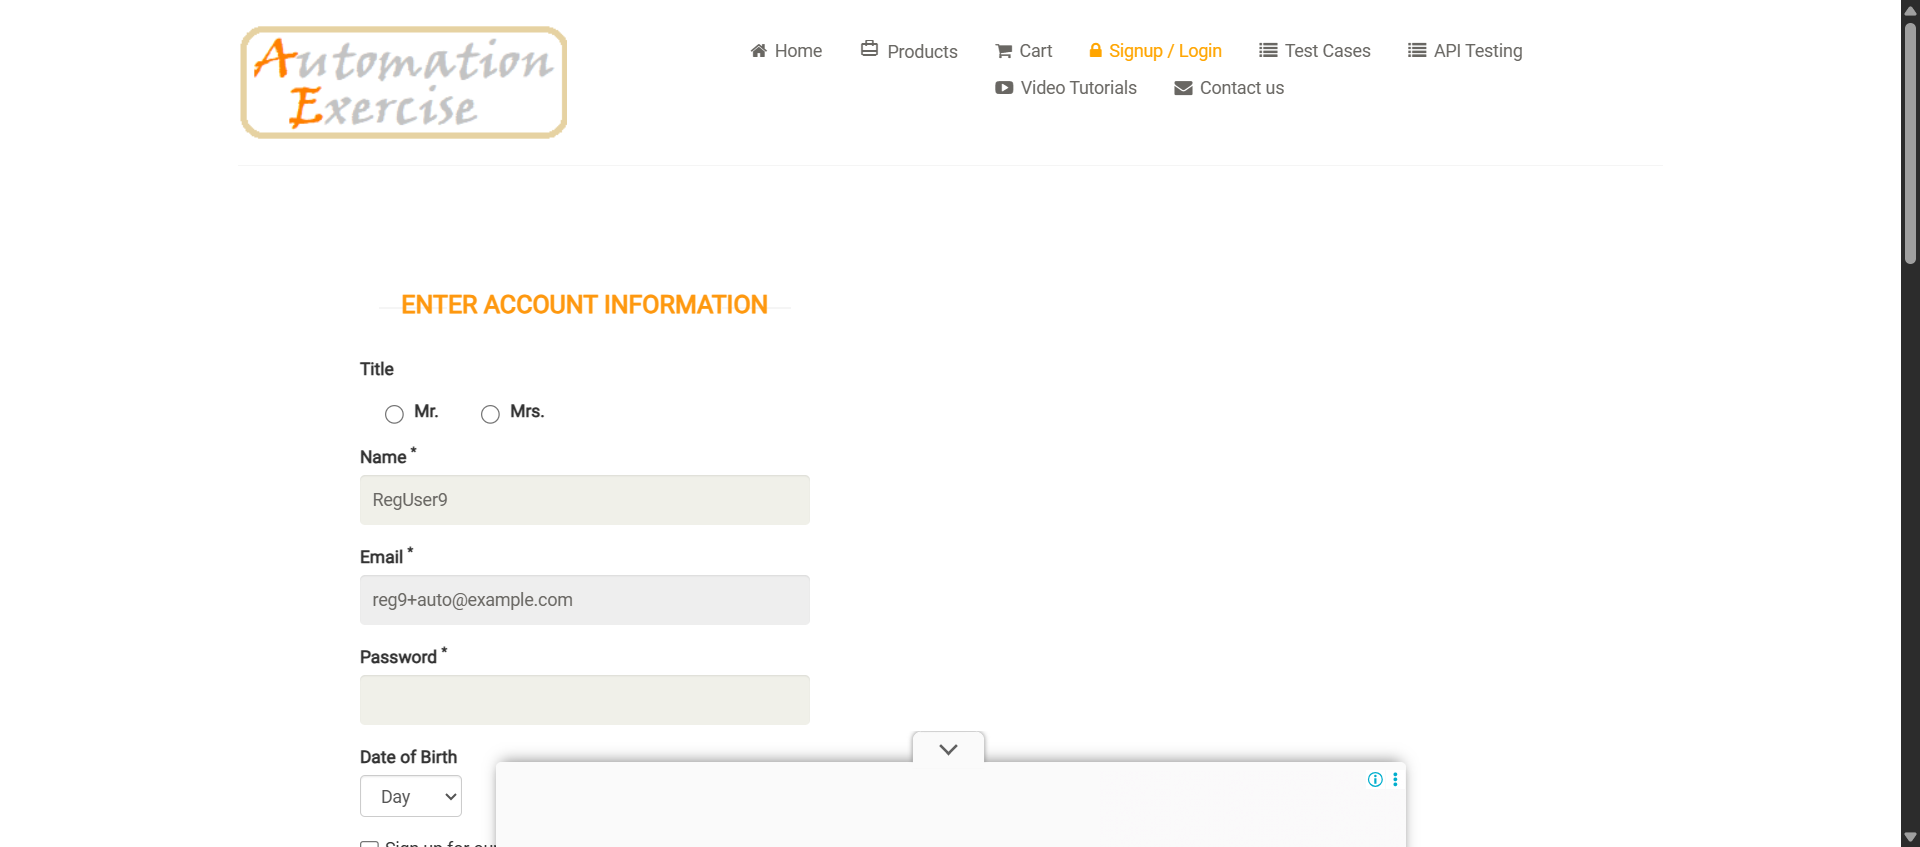 Automation
Exercise
Home Products Cart Signup / Login Test Cases API Testing
Video Tutorials Contact us
ENTER ACCOUNT INFORMATION
Title
Mr. Mrs.
Name *
RegUser9
Email *
reg9+auto@example.com
Password *
Date of Birth
Day
Sign up for our